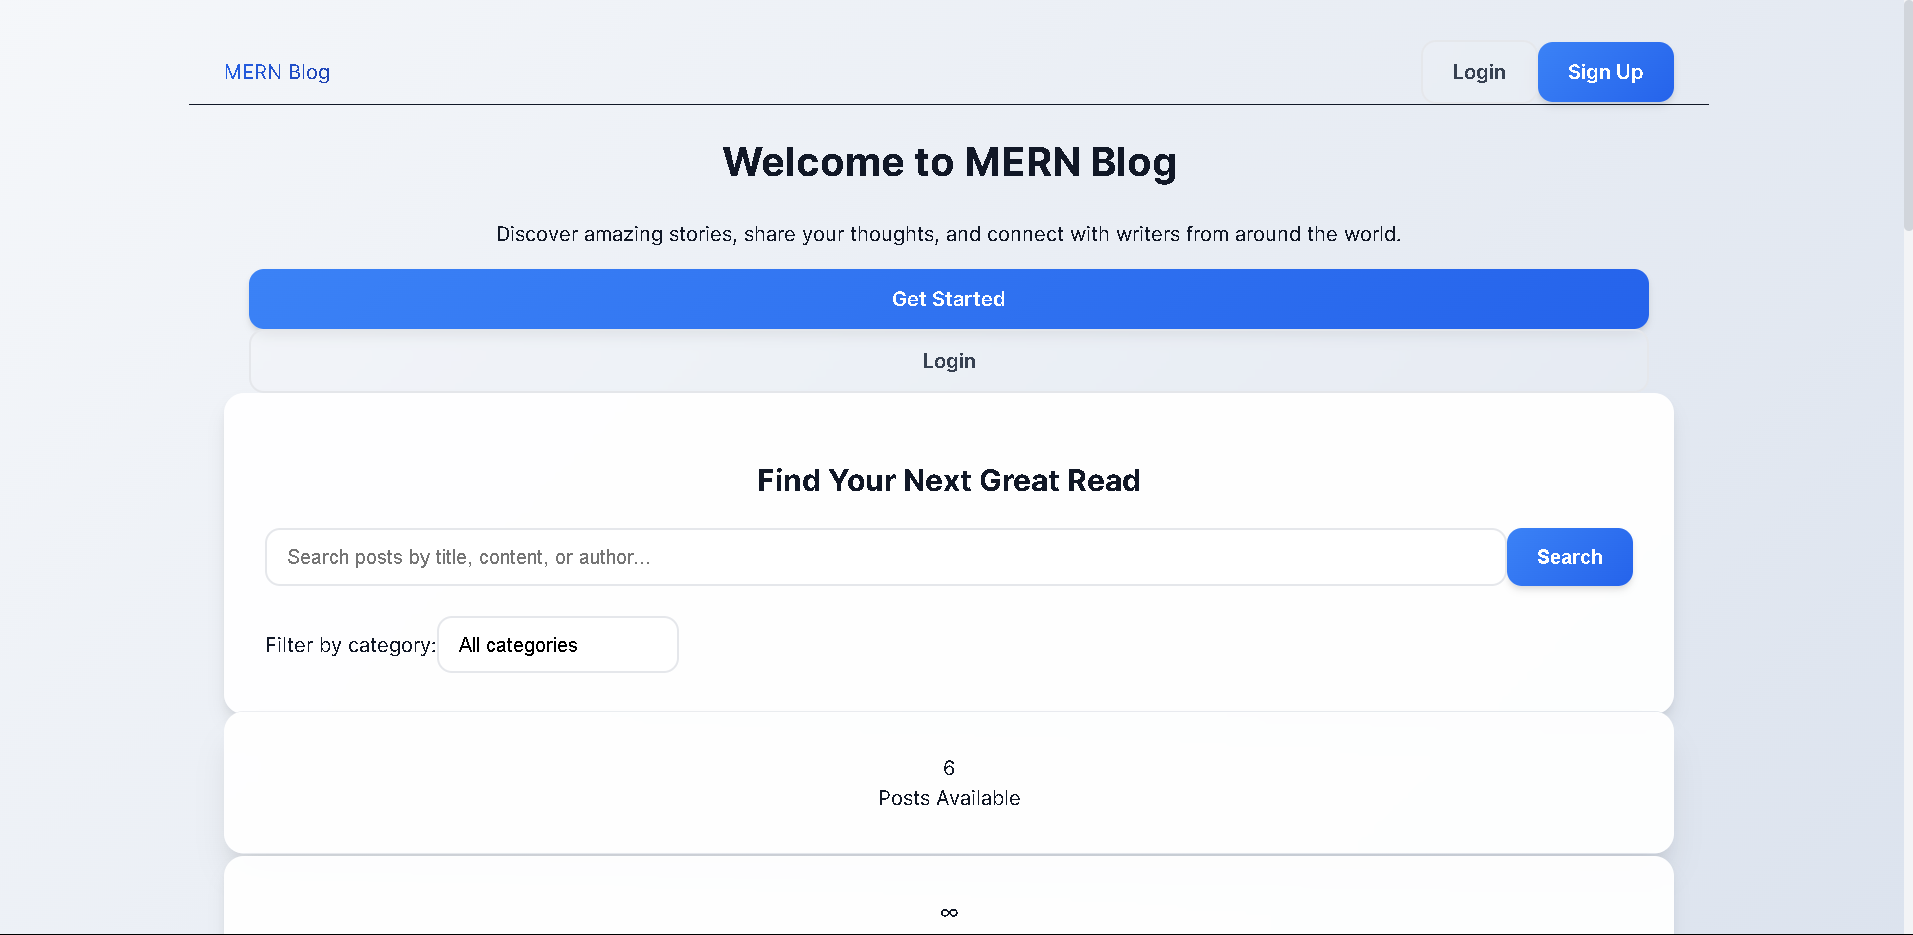 MERN Blog
Login
Sign Up
Welcome to MERN Blog
Discover amazing stories, share your thoughts, and connect with writers from around the world.
Get Started
Login
Find Your Next Great Read
Search posts by title, content, or author...
Search
Filter by category:
All categories
6
Posts Available
∞